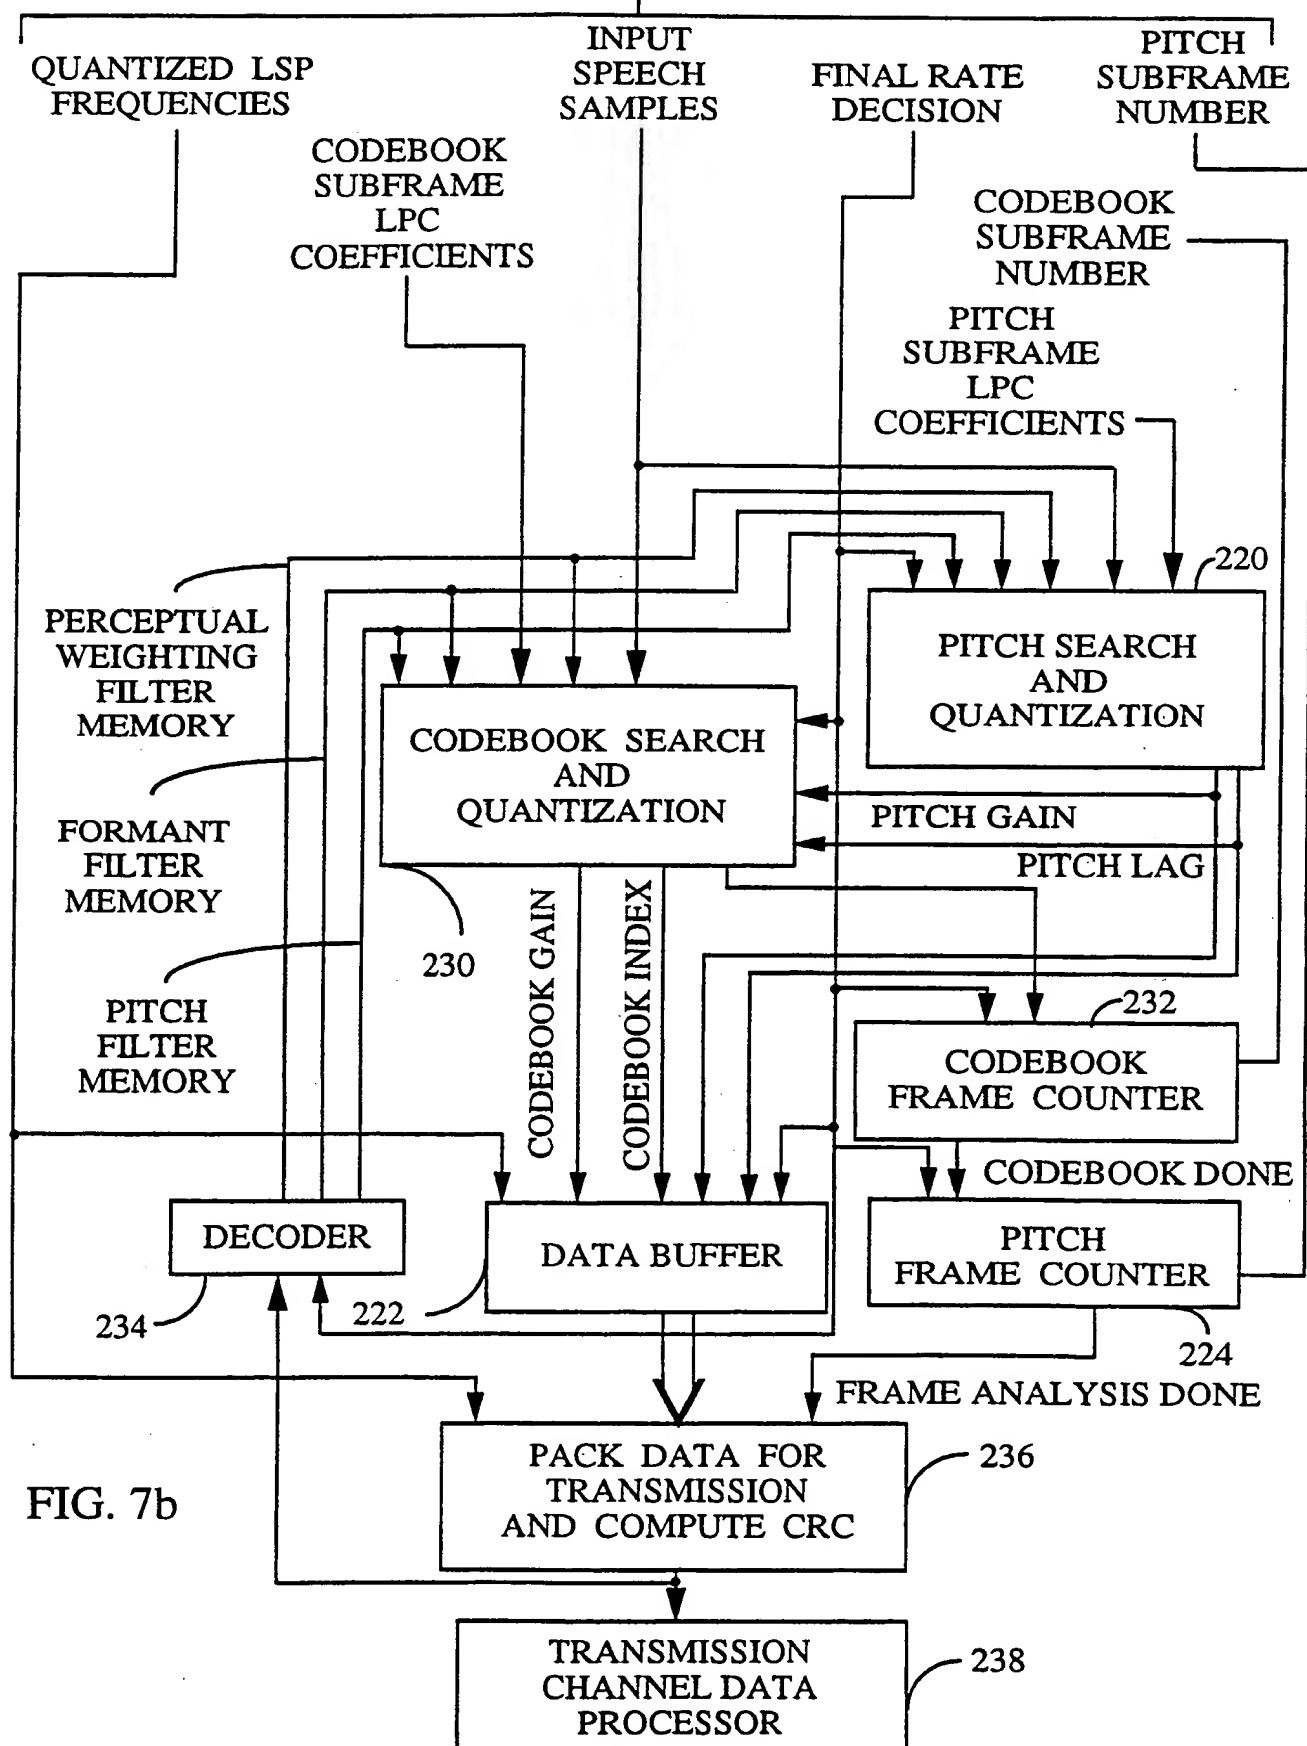 QUANTIZED LSP
FREQUENCIES
INPUT
SPEECH
SAMPLES
FINAL RATE
DECISION
PITCH
SUBFRAME
NUMBER
CODEBOOK
SUBFRAME
LPC
COEFFICIENTS
CODEBOOK
SUBFRAME
NUMBER
PITCH
SUBFRAME
LPC
COEFFICIENTS
220
PERCEPTUAL
WEIGHTING
FILTER
MEMORY
PITCH SEARCH
AND
QUANTIZATION
CODEBOOK SEARCH
AND
QUANTIZATION
PITCH GAIN
PITCH LAG
FORMANT
FILTER
MEMORY
230
CODEBOOK GAIN
CODEBOOK INDEX
232
PITCH
FILTER
MEMORY
CODEBOOK
FRAME COUNTER
CODEBOOK DONE
DECODER
DATA BUFFER
PITCH
FRAME COUNTER
234
222
224
FRAME ANALYSIS DONE
PACK DATA FOR
TRANSMISSION
AND COMPUTE CRC
236
FIG. 7b
TRANSMISSION
CHANNEL DATA
PROCESSOR
238